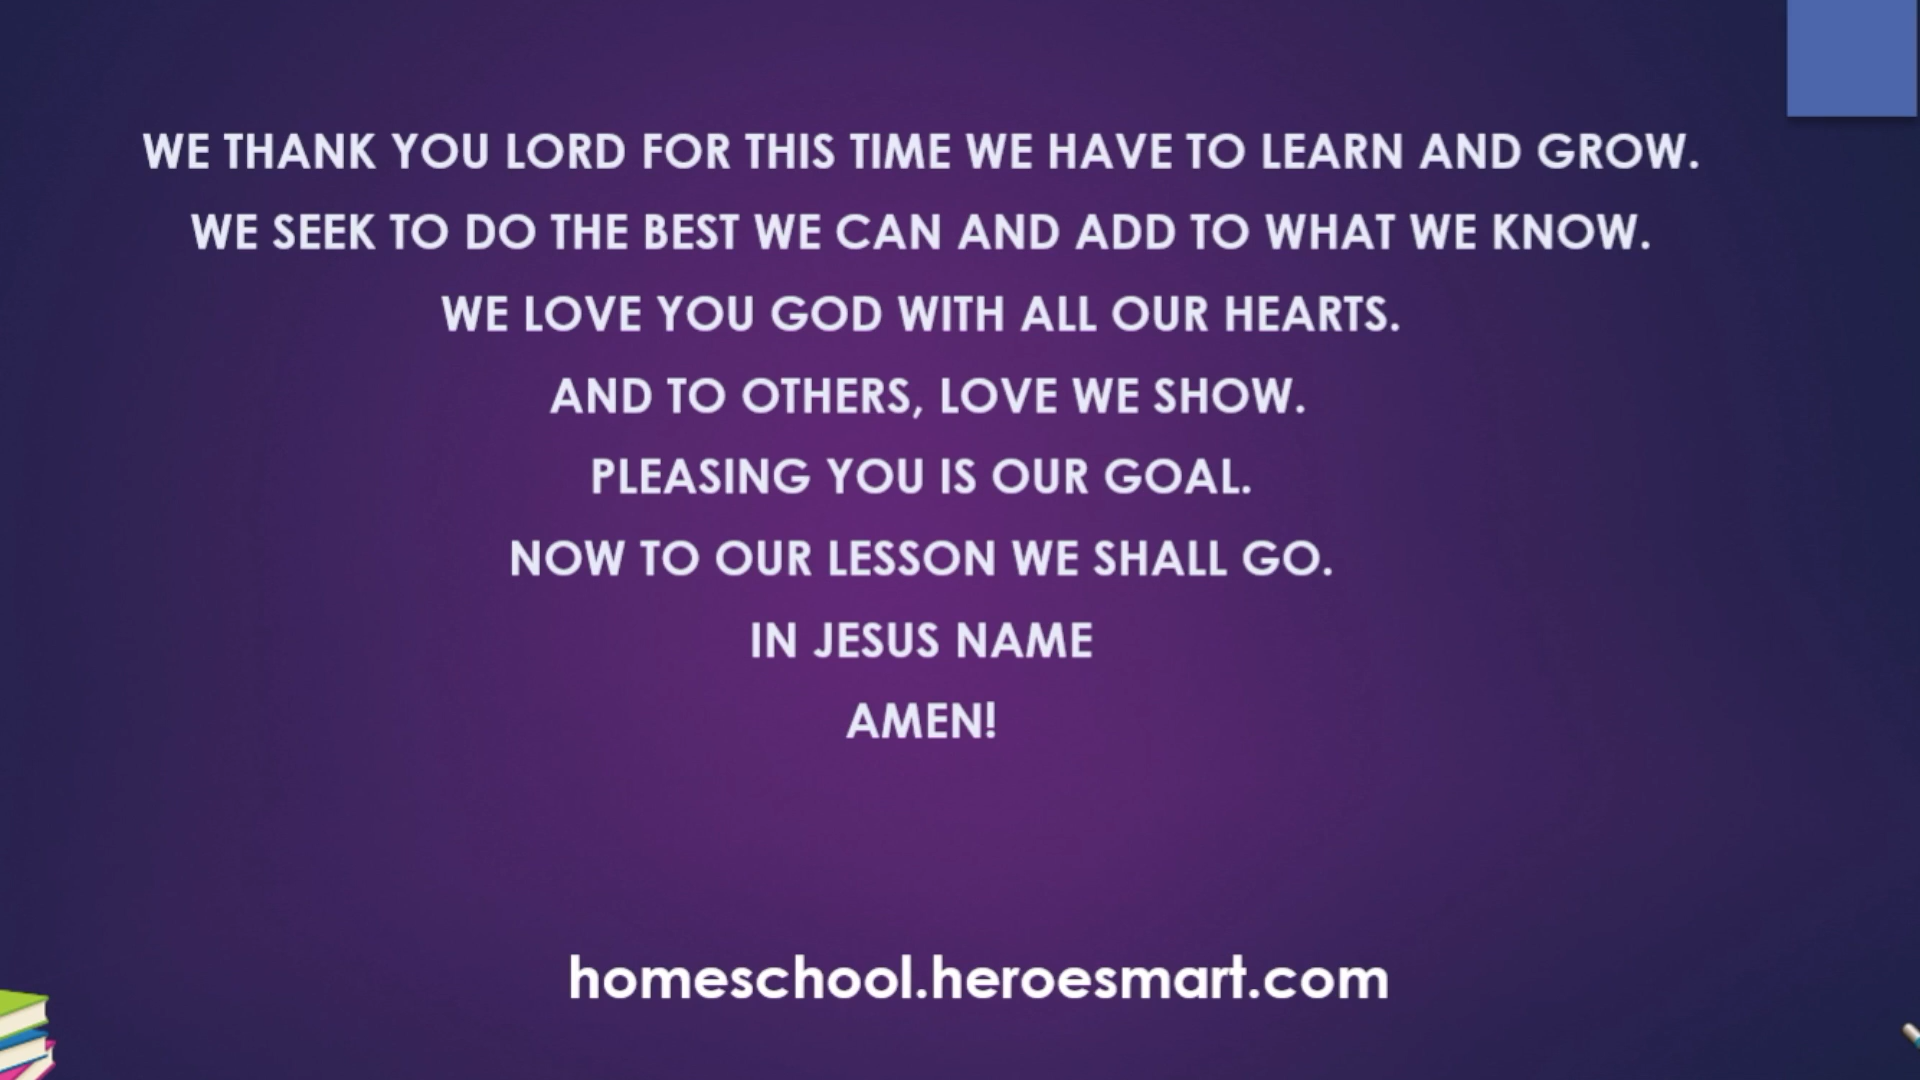 WE THANK YOU LORD FOR THIS TIME WE HAVE TO LEARN AND GROW.
WE SEEK TO DO THE BEST WE CAN AND ADD TO WHAT WE KNOW.
WE LOVE YOU GOD WITH ALL OUR HEARTS.
AND TO OTHERS, LOVE WE SHOW.
PLEASING YOU IS OUR GOAL.
NOW TO OUR LESSON WE SHALL GO.
IN JESUS NAME
AMEN!
homeschool.heroesmart.com